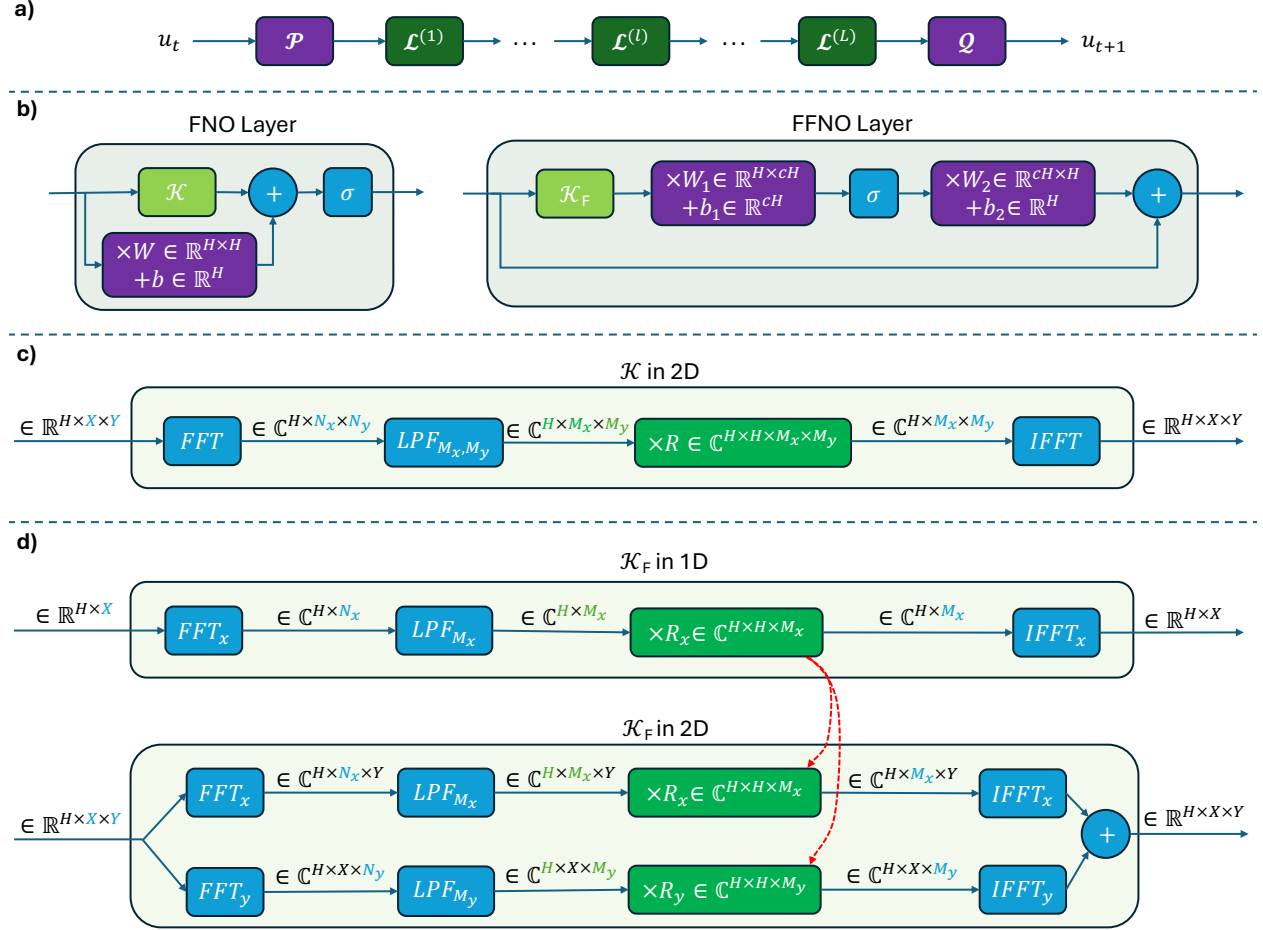 a)
u_t 𝓟 𝓛^(1) … 𝓛^(l) … 𝓛^(L) 𝓠 u_{t+1}
b)
FNO Layer
𝒦 + σ
×W ∈ ℝ^{H×H}
+b ∈ ℝ^H
FFNO Layer
𝒦_F ×W_1 ∈ ℝ^{H×cH} σ ×W_2 ∈ ℝ^{cH×H} +
+b_1 ∈ ℝ^{cH} +b_2 ∈ ℝ^H
c)
𝒦 in 2D
∈ ℝ^{H×X×Y} FFT ∈ ℂ^{H×N_x×N_y} LPF_{M_x,M_y} ∈ ℂ^{H×M_x×M_y} ×R ∈ ℂ^{H×H×M_x×M_y} ∈ ℂ^{H×M_x×M_y} IFFT ∈ ℝ^{H×X×Y}
d)
𝒦_F in 1D
∈ ℝ^{H×X} FFT_x ∈ ℂ^{H×N_x} LPF_{M_x} ∈ ℂ^{H×M_x} ×R_x ∈ ℂ^{H×H×M_x} ∈ ℂ^{H×M_x} IFFT_x ∈ ℝ^{H×X}
𝒦_F in 2D
FFT_x ∈ ℂ^{H×N_x×Y} LPF_{M_x} ∈ ℂ^{H×M_x×Y} ×R_x ∈ ℂ^{H×H×M_x} ∈ ℂ^{H×M_x×Y} IFFT_x
∈ ℝ^{H×X×Y} + ∈ ℝ^{H×X×Y}
FFT_y ∈ ℂ^{H×X×N_y} LPF_{M_y} ∈ ℂ^{H×X×M_y} ×R_y ∈ ℂ^{H×H×M_y} ∈ ℂ^{H×X×M_y} IFFT_y